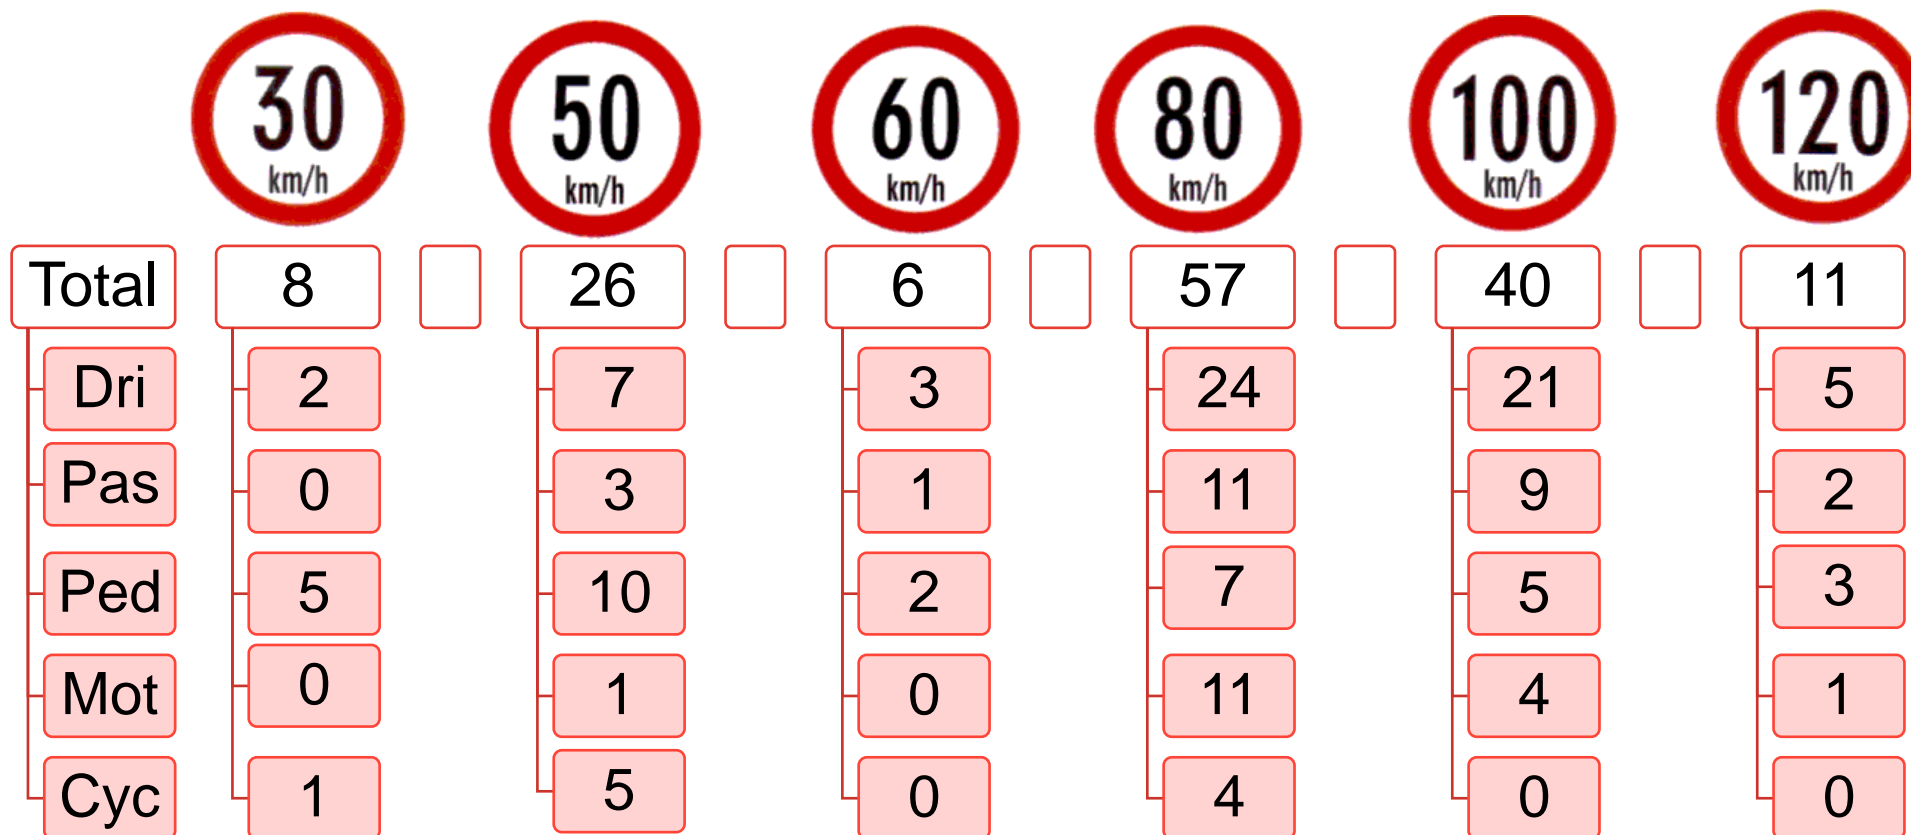 30 50 60 80 100 120
km/h km/h km/h km/h km/h km/h
Total 8 26 6 57 40 11
Dri 2 7 3 24 21 5
Pas 0 3 1 11 9 2
Ped 5 10 2 7 5 3
Mot 0 1 0 11 4 1
Cyc 1 5 0 4 0 0